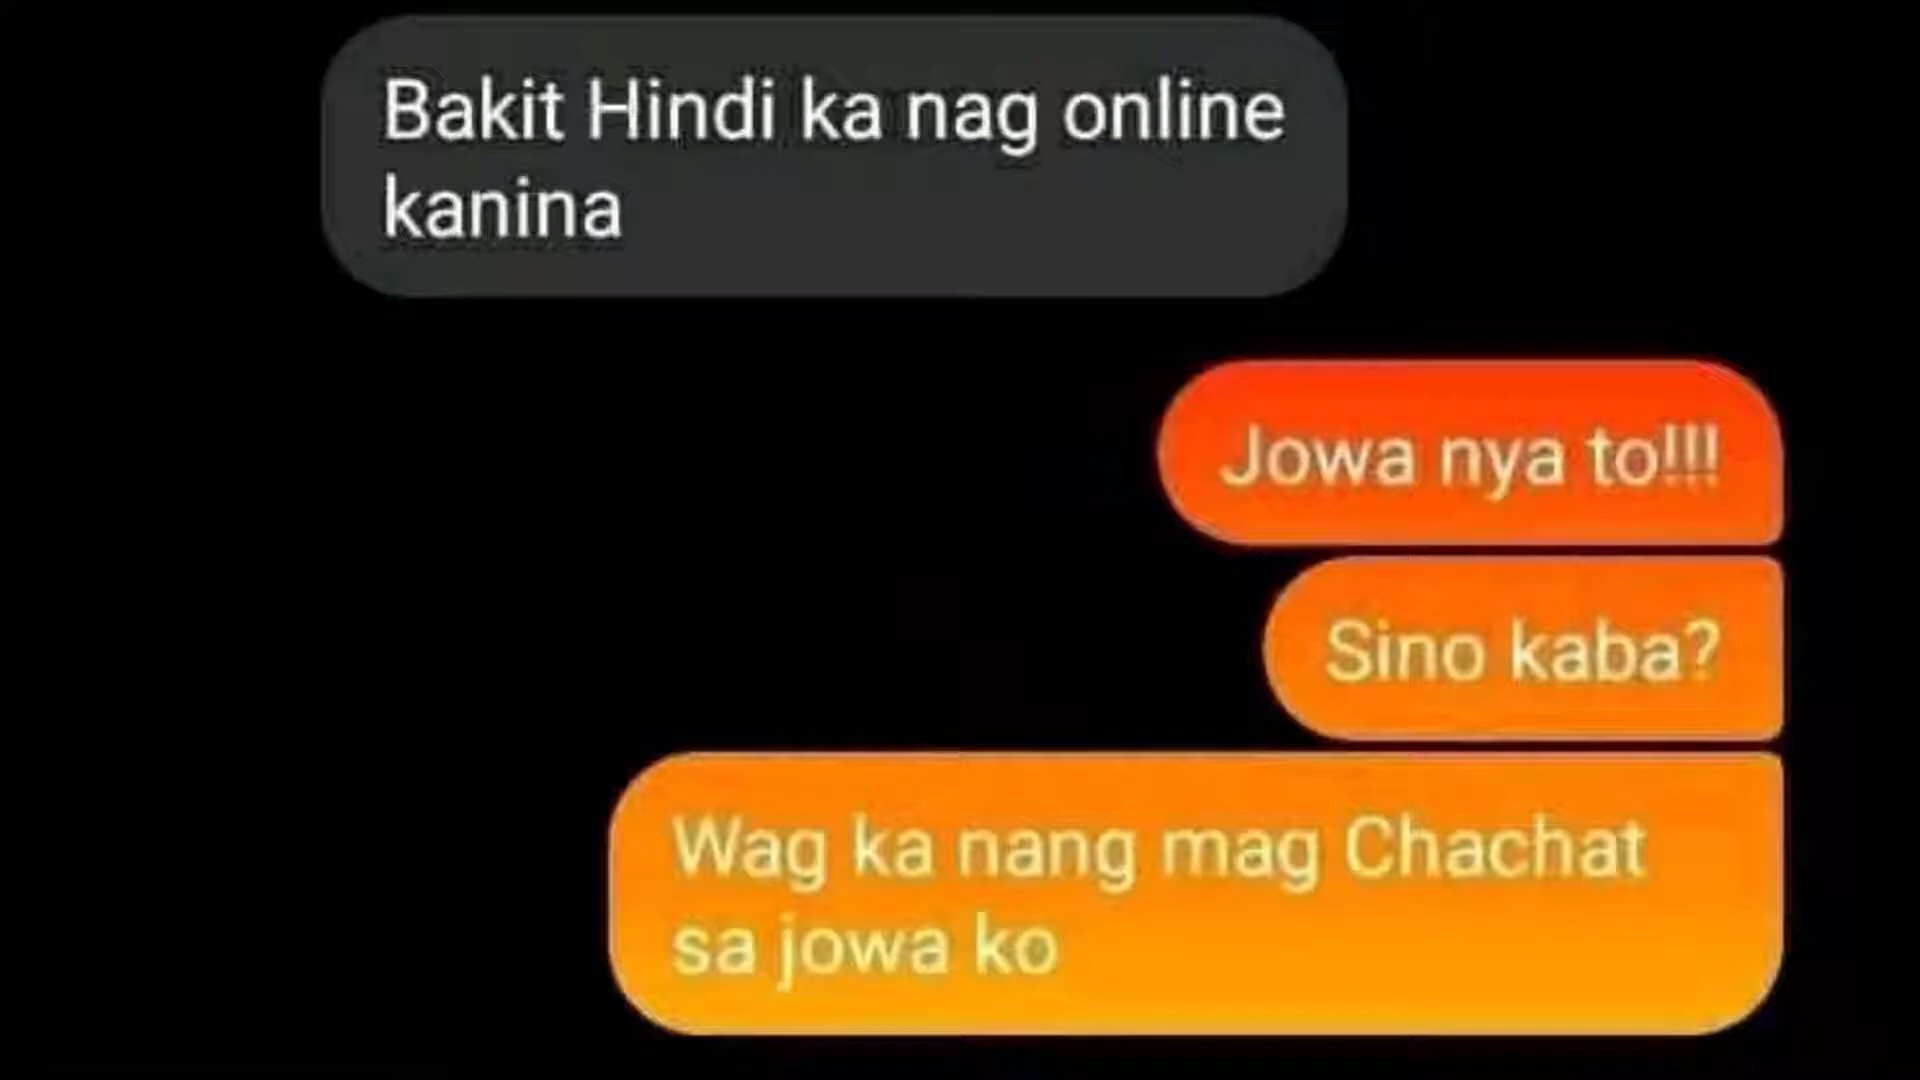 Bakit Hindi ka nag online
kanina
Jowa nya to!!!
Sino kaba?
Wag ka nang mag Chachat
sa jowa ko